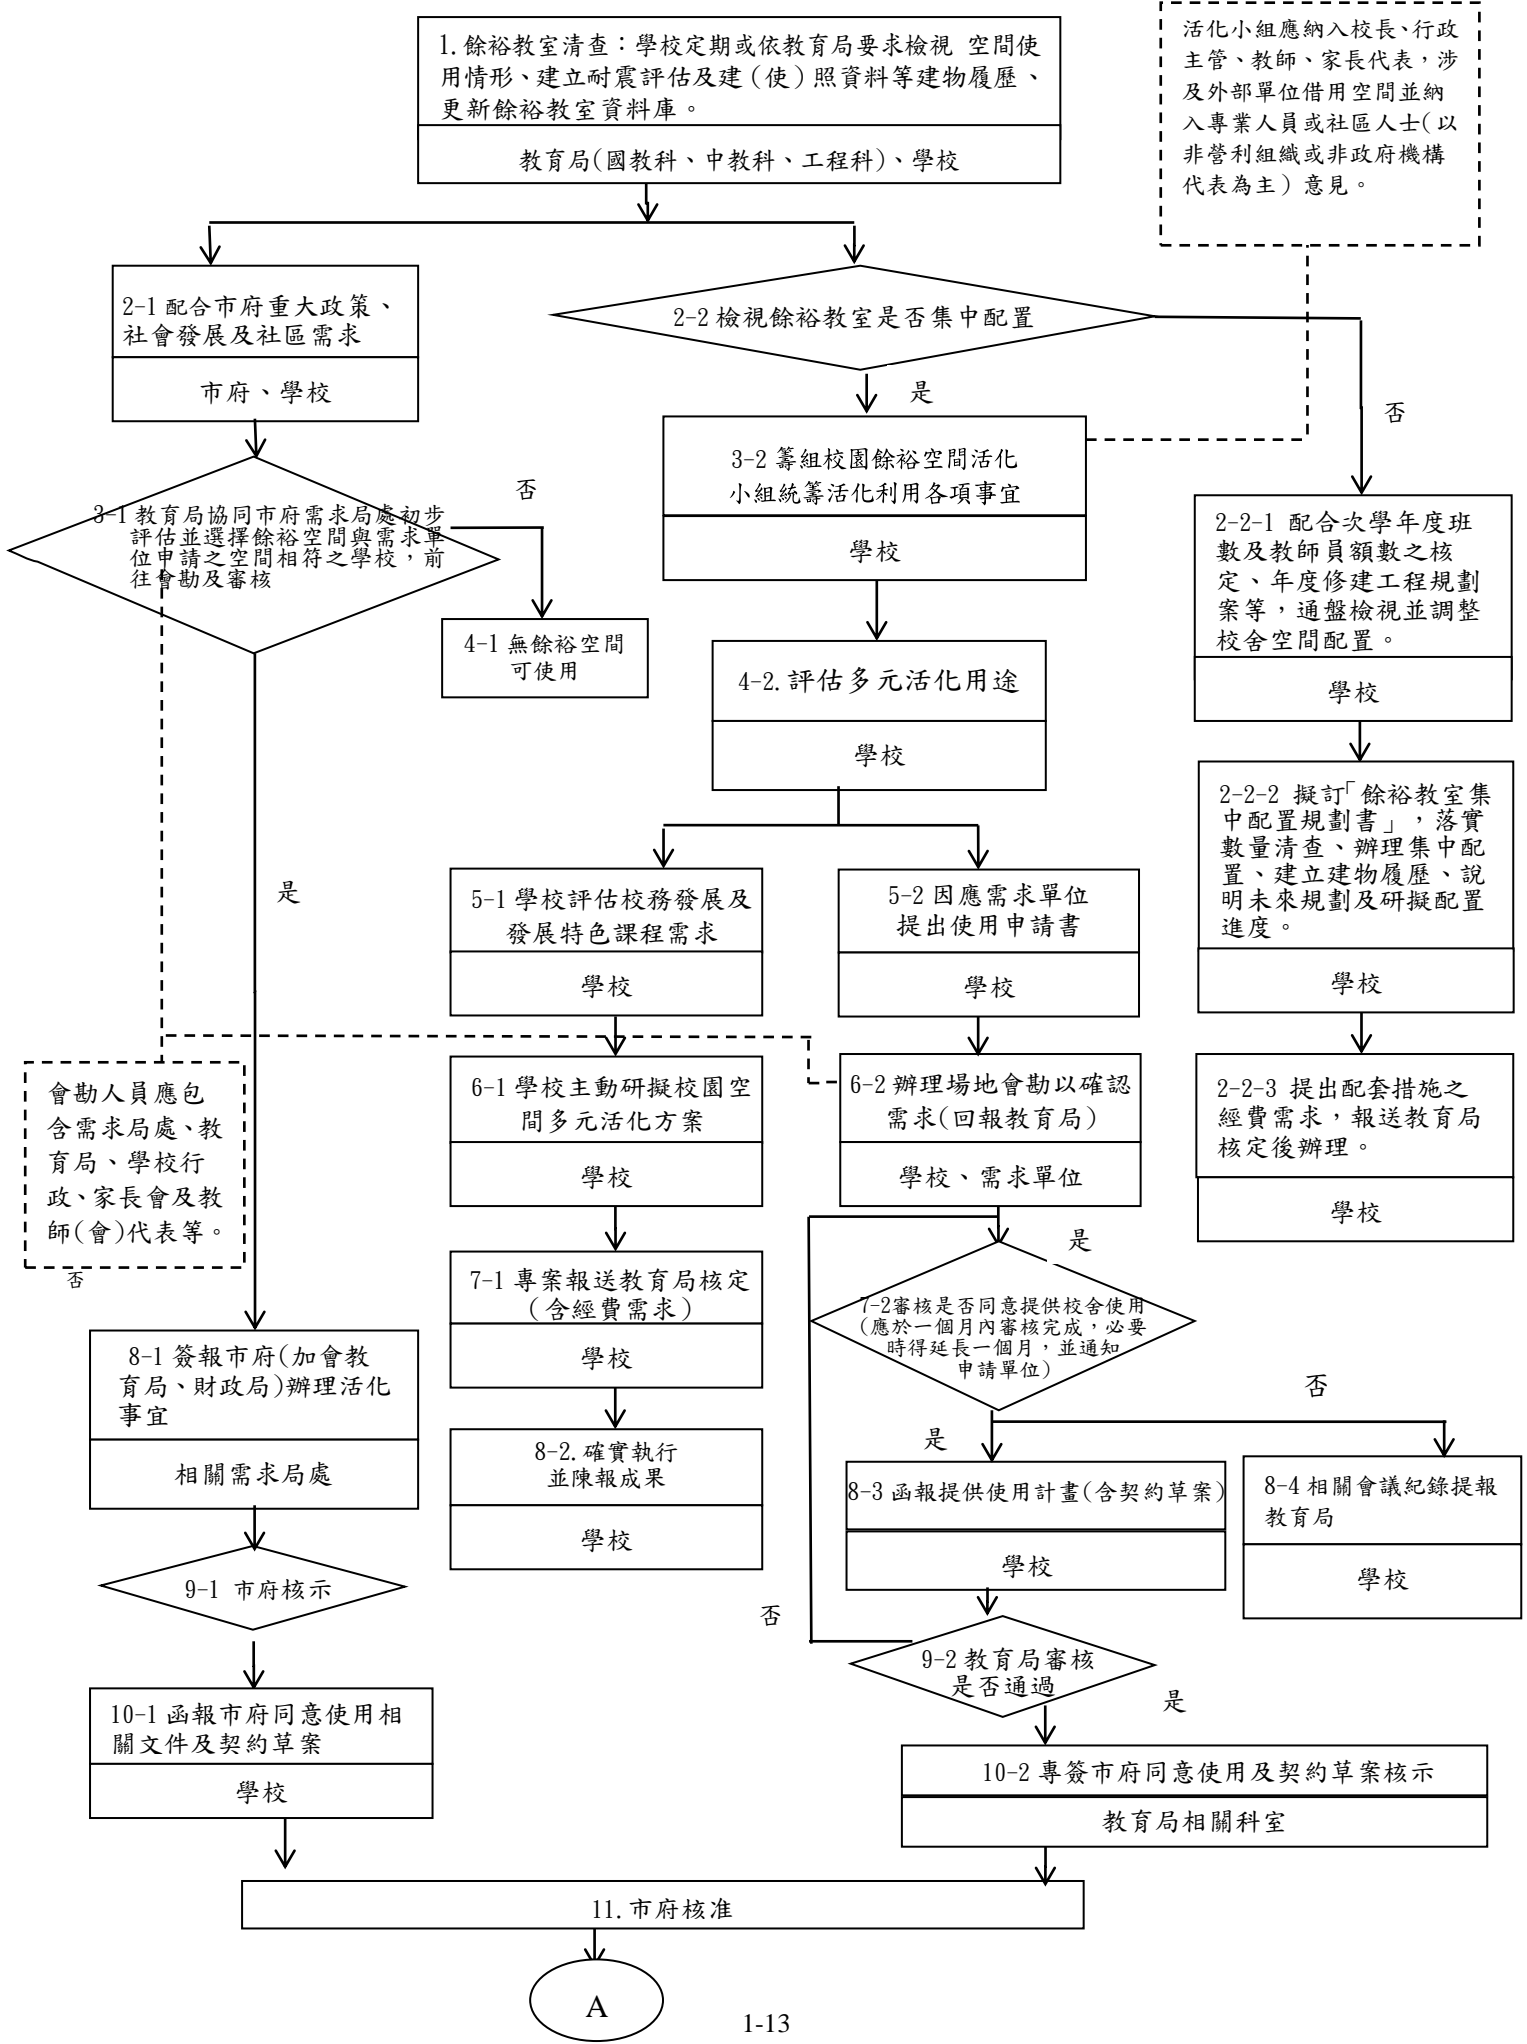 1.餘裕教室清查：學校定期或依教育局要求檢視 空間使
用情形、建立耐震評估及建（使）照資料等建物履歷、
更新餘裕教室資料庫。
教育局(國教科、中教科、工程科)、學校
活化小組應納入校長、行政
主管、教師、家長代表，涉
及外部單位借用空間並納
入專業人員或社區人士(以
非營利組織或非政府機構
代表為主）意見。
2-1 配合市府重大政策、
社會發展及社區需求
市府、學校
2-2 檢視餘裕教室是否集中配置
是
否
3-1 教育局協同市府需求局處初步
評估並選擇餘裕空間與需求單
位申請之空間相符之學校，前
往會勘及審核
否
4-1 無餘裕空間
可使用
3-2 籌組校園餘裕空間活化
小組統籌活化利用各項事宜
學校
2-2-1 配合次學年度班
數及教師員額數之核
定、年度修建工程規劃
案等，通盤檢視並調整
校舍空間配置。
學校
4-2.評估多元活化用途
學校
2-2-2 擬訂「餘裕教室集
中配置規劃書」，落實
數量清查、辦理集中配
置、建立建物履歷、說
明未來規劃及研擬配置
進度。
學校
是
5-1 學校評估校務發展及
發展特色課程需求
學校
5-2 因應需求單位
提出使用申請書
學校
會勘人員應包
含需求局處、教
育局、學校行
政、家長會及教
師(會)代表等。
否
6-1 學校主動研擬校園空
間多元活化方案
學校
6-2 辦理場地會勘以確認
需求(回報教育局)
學校、需求單位
2-2-3 提出配套措施之
經費需求，報送教育局
核定後辦理。
學校
是
7-1 專案報送教育局核定
（含經費需求）
學校
7-2審核是否同意提供校舍使用
(應於一個月內審核完成，必要
時得延長一個月，並通知
申請單位)
8-1 簽報市府(加會教
育局、財政局)辦理活化
事宜
相關需求局處
否
是
8-2.確實執行
並陳報成果
學校
8-3 函報提供使用計畫(含契約草案)
學校
8-4 相關會議紀錄提報
教育局
學校
9-1 市府核示
否
9-2 教育局審核
是否通過
是
10-1 函報市府同意使用相
關文件及契約草案
學校
10-2 專簽市府同意使用及契約草案核示
教育局相關科室
11.市府核准
A
1-13